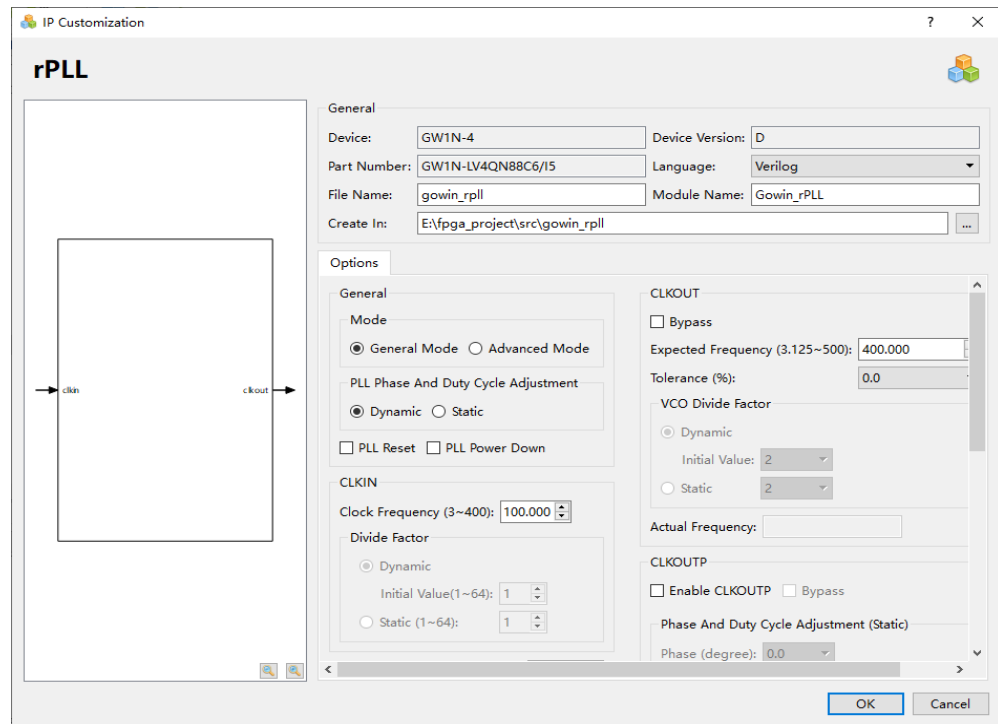 IP Customization
?
rPLL
clkin
clkout
General
Device: GW1N-4 Device Version: D
Part Number: GW1N-LV4QN88C6/I5 Language: Verilog
File Name: gowin_rpll Module Name: Gowin_rPLL
Create In: E:\fpga_project\src\gowin_rpll ...
Options
General
Mode
General Mode Advanced Mode
PLL Phase And Duty Cycle Adjustment
Dynamic Static
PLL Reset PLL Power Down
CLKIN
Clock Frequency (3~400): 100.000
Divide Factor
Dynamic
Initial Value(1~64): 1
Static (1~64): 1
CLKOUT
Bypass
Expected Frequency (3.125~500): 400.000
Tolerance (%): 0.0
VCO Divide Factor
Dynamic
Initial Value: 2
Static 2
Actual Frequency:
CLKOUTP
Enable CLKOUTP Bypass
Phase And Duty Cycle Adjustment (Static)
Phase (degree): 0.0
OK Cancel